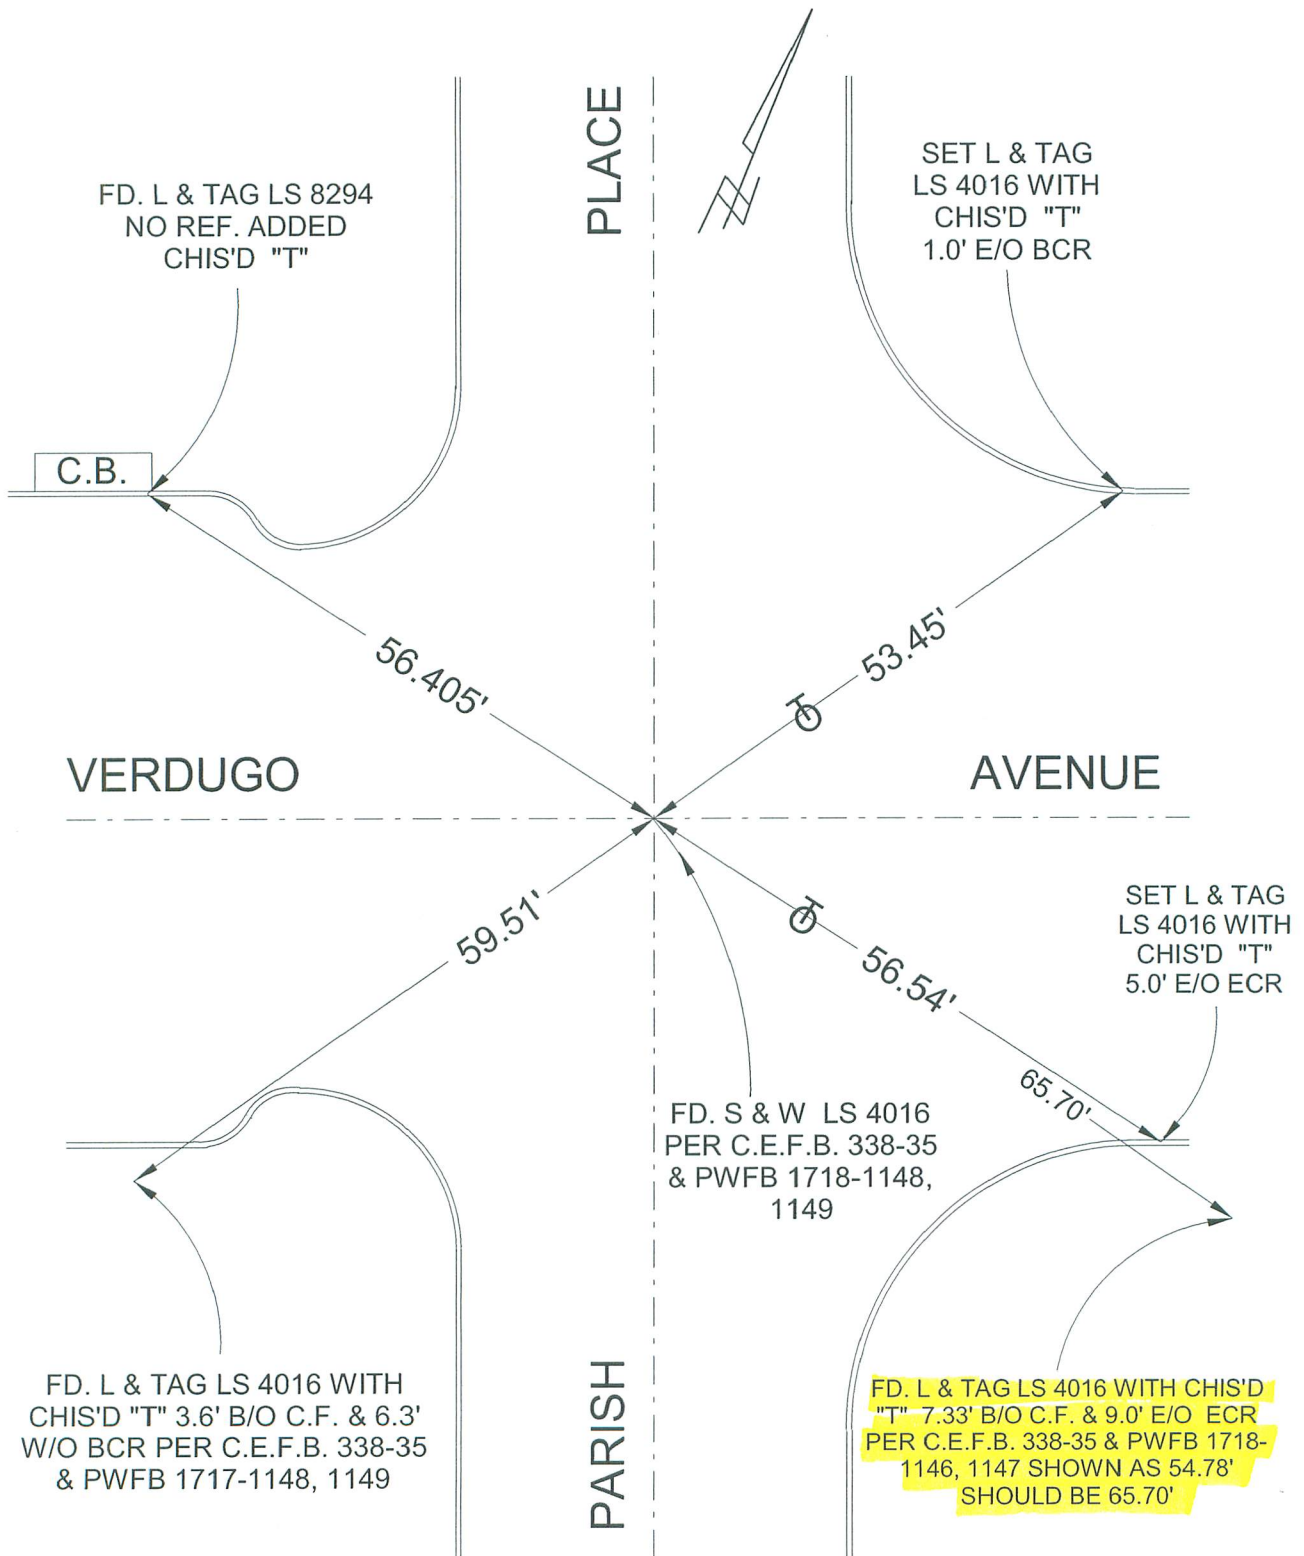 PLACE
SET L & TAG
LS 4016 WITH
CHIS'D "T"
1.0' E/O BCR
FD. L & TAG LS 8294
NO REF. ADDED
CHIS'D "T"
C.B.
56.405'
53.45'
VERDUGO
AVENUE
59.51'
56.54'
65.70'
SET L & TAG
LS 4016 WITH
CHIS'D "T"
5.0' E/O ECR
FD. S & W LS 4016
PER C.E.F.B. 338-35
& PWFB 1718-1148,
1149
FD. L & TAG LS 4016 WITH
CHIS'D "T" 3.6' B/O C.F. & 6.3'
W/O BCR PER C.E.F.B. 338-35
& PWFB 1717-1148, 1149
PARISH
FD. L & TAG LS 4016 WITH CHIS'D
"T" 7.33' B/O C.F. & 9.0' E/O ECR
PER C.E.F.B. 338-35 & PWFB 1718-
1146, 1147 SHOWN AS 54.78'
SHOULD BE 65.70'